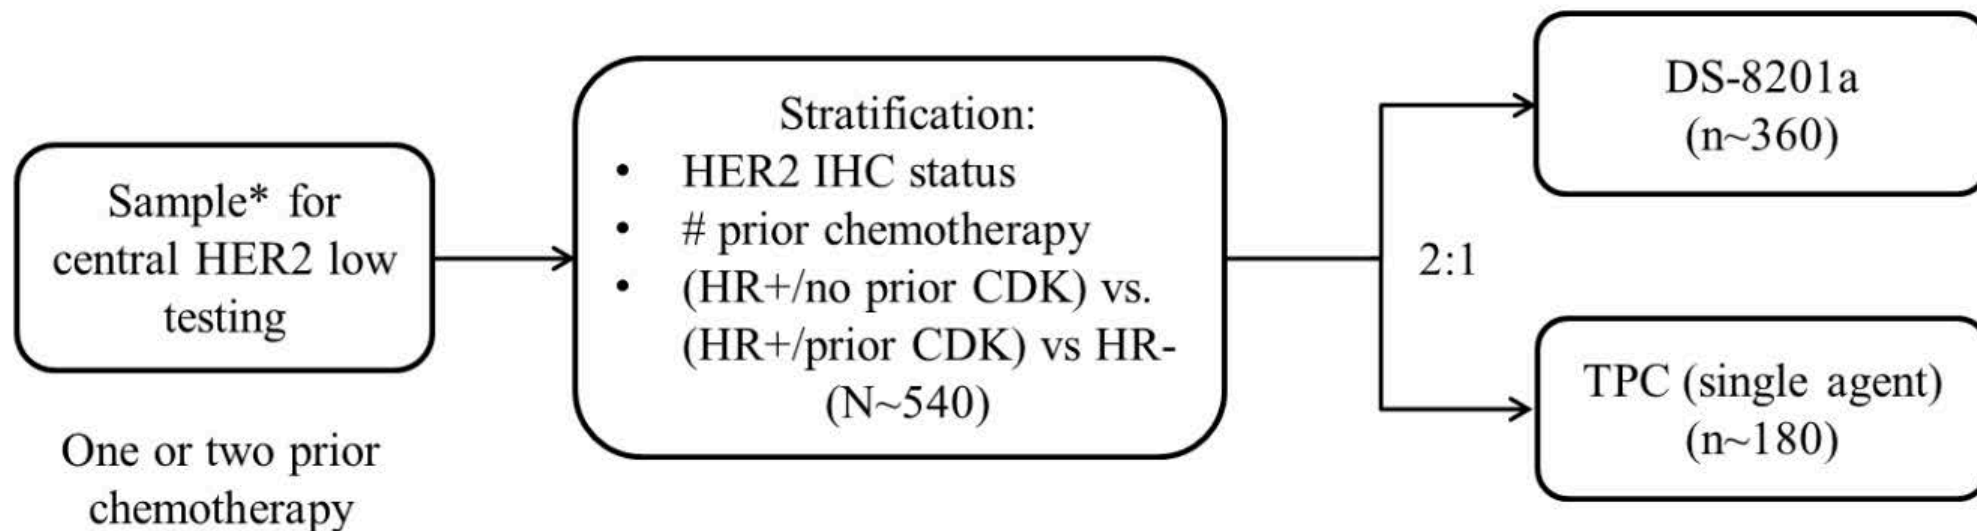 Sample* for
central HER2 low
testing
One or two prior
chemotherapy
Stratification:
• HER2 IHC status
• # prior chemotherapy
• (HR+/no prior CDK) vs.
(HR+/prior CDK) vs HR-
(N~540)
2:1
DS-8201a
(n~360)
TPC (single agent)
(n~180)